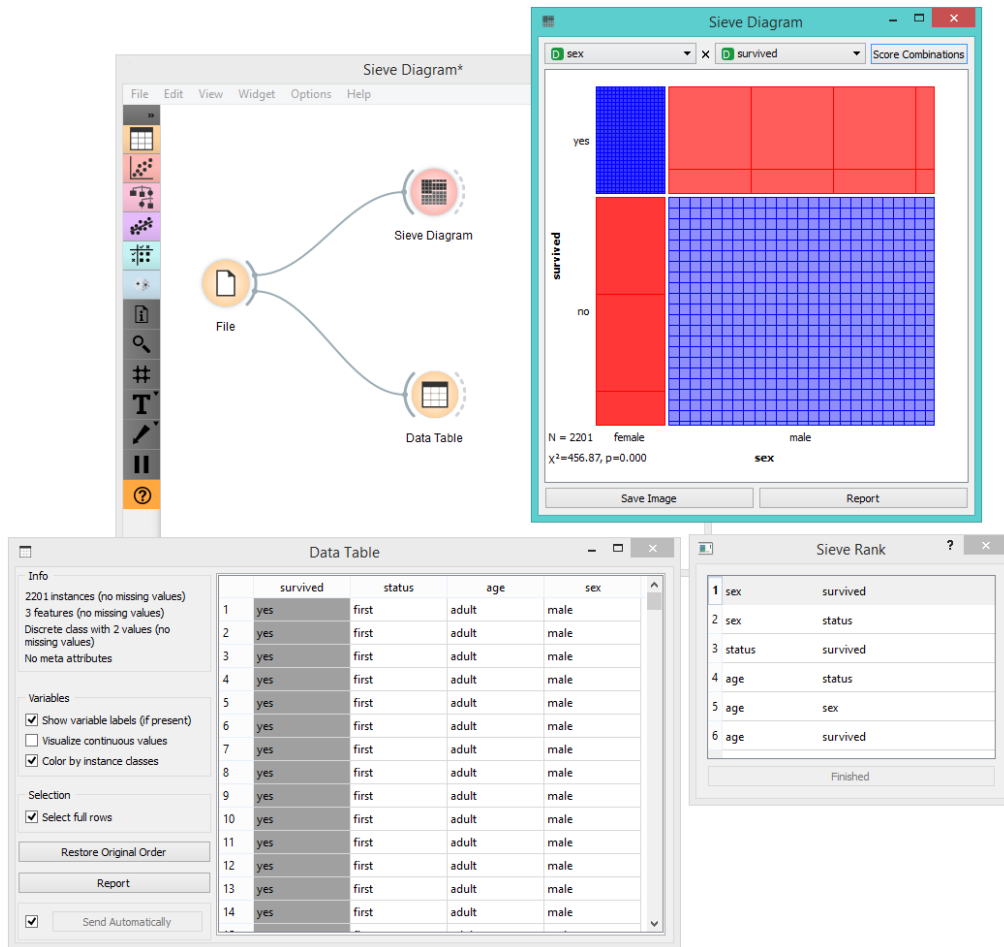 Sieve Diagram
D sex x D survived Score Combinations
yes
no
survived
N = 2201 female male
χ²=456.87, p=0.000 sex
Save Image Report
Sieve Diagram*
File Edit View Widget Options Help
»
Sieve Diagram
File
Data Table
T
?
Data Table
Info
2201 instances (no missing values)
3 features (no missing values)
Discrete class with 2 values (no
missing values)
No meta attributes
Variables
Show variable labels (if present)
Visualize continuous values
Color by instance classes
Selection
Select full rows
Restore Original Order
Report
Send Automatically
survived status age sex
1 yes first adult male
2 yes first adult male
3 yes first adult male
4 yes first adult male
5 yes first adult male
6 yes first adult male
7 yes first adult male
8 yes first adult male
9 yes first adult male
10 yes first adult male
11 yes first adult male
12 yes first adult male
13 yes first adult male
14 yes first adult male
Sieve Rank ?
1 sex survived
2 sex status
3 status survived
4 age status
5 age sex
6 age survived
Finished